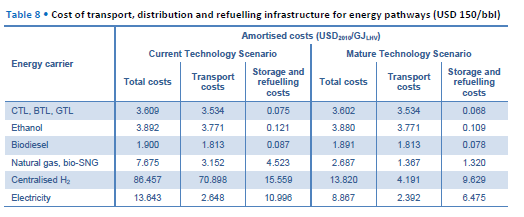 Table 8 • Cost of transport, distribution and refuelling infrastructure for energy pathways (USD 150/bbl)
Amortised costs (USD2010/GJLHV)
Energy carrier
Current Technology Scenario Mature Technology Scenario
Total costs Transport costs Storage and refuelling costs Total costs Transport costs Storage and refuelling costs
CTL, BTL, GTL 3.609 3.534 0.075 3.602 3.534 0.068
Ethanol 3.892 3.771 0.121 3.880 3.771 0.109
Biodiesel 1.900 1.813 0.087 1.891 1.813 0.078
Natural gas, bio-SNG 7.675 3.152 4.523 2.687 1.367 1.320
Centralised H2 86.457 70.898 15.559 13.820 4.191 9.629
Electricity 13.643 2.648 10.996 8.867 2.392 6.475